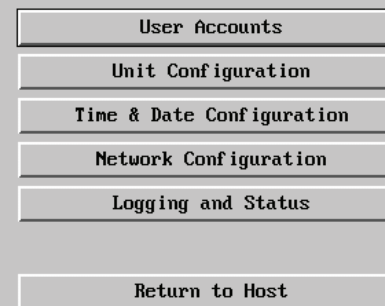 User Accounts
Unit Configuration
Time & Date Configuration
Network Configuration
Logging and Status
Return to Host